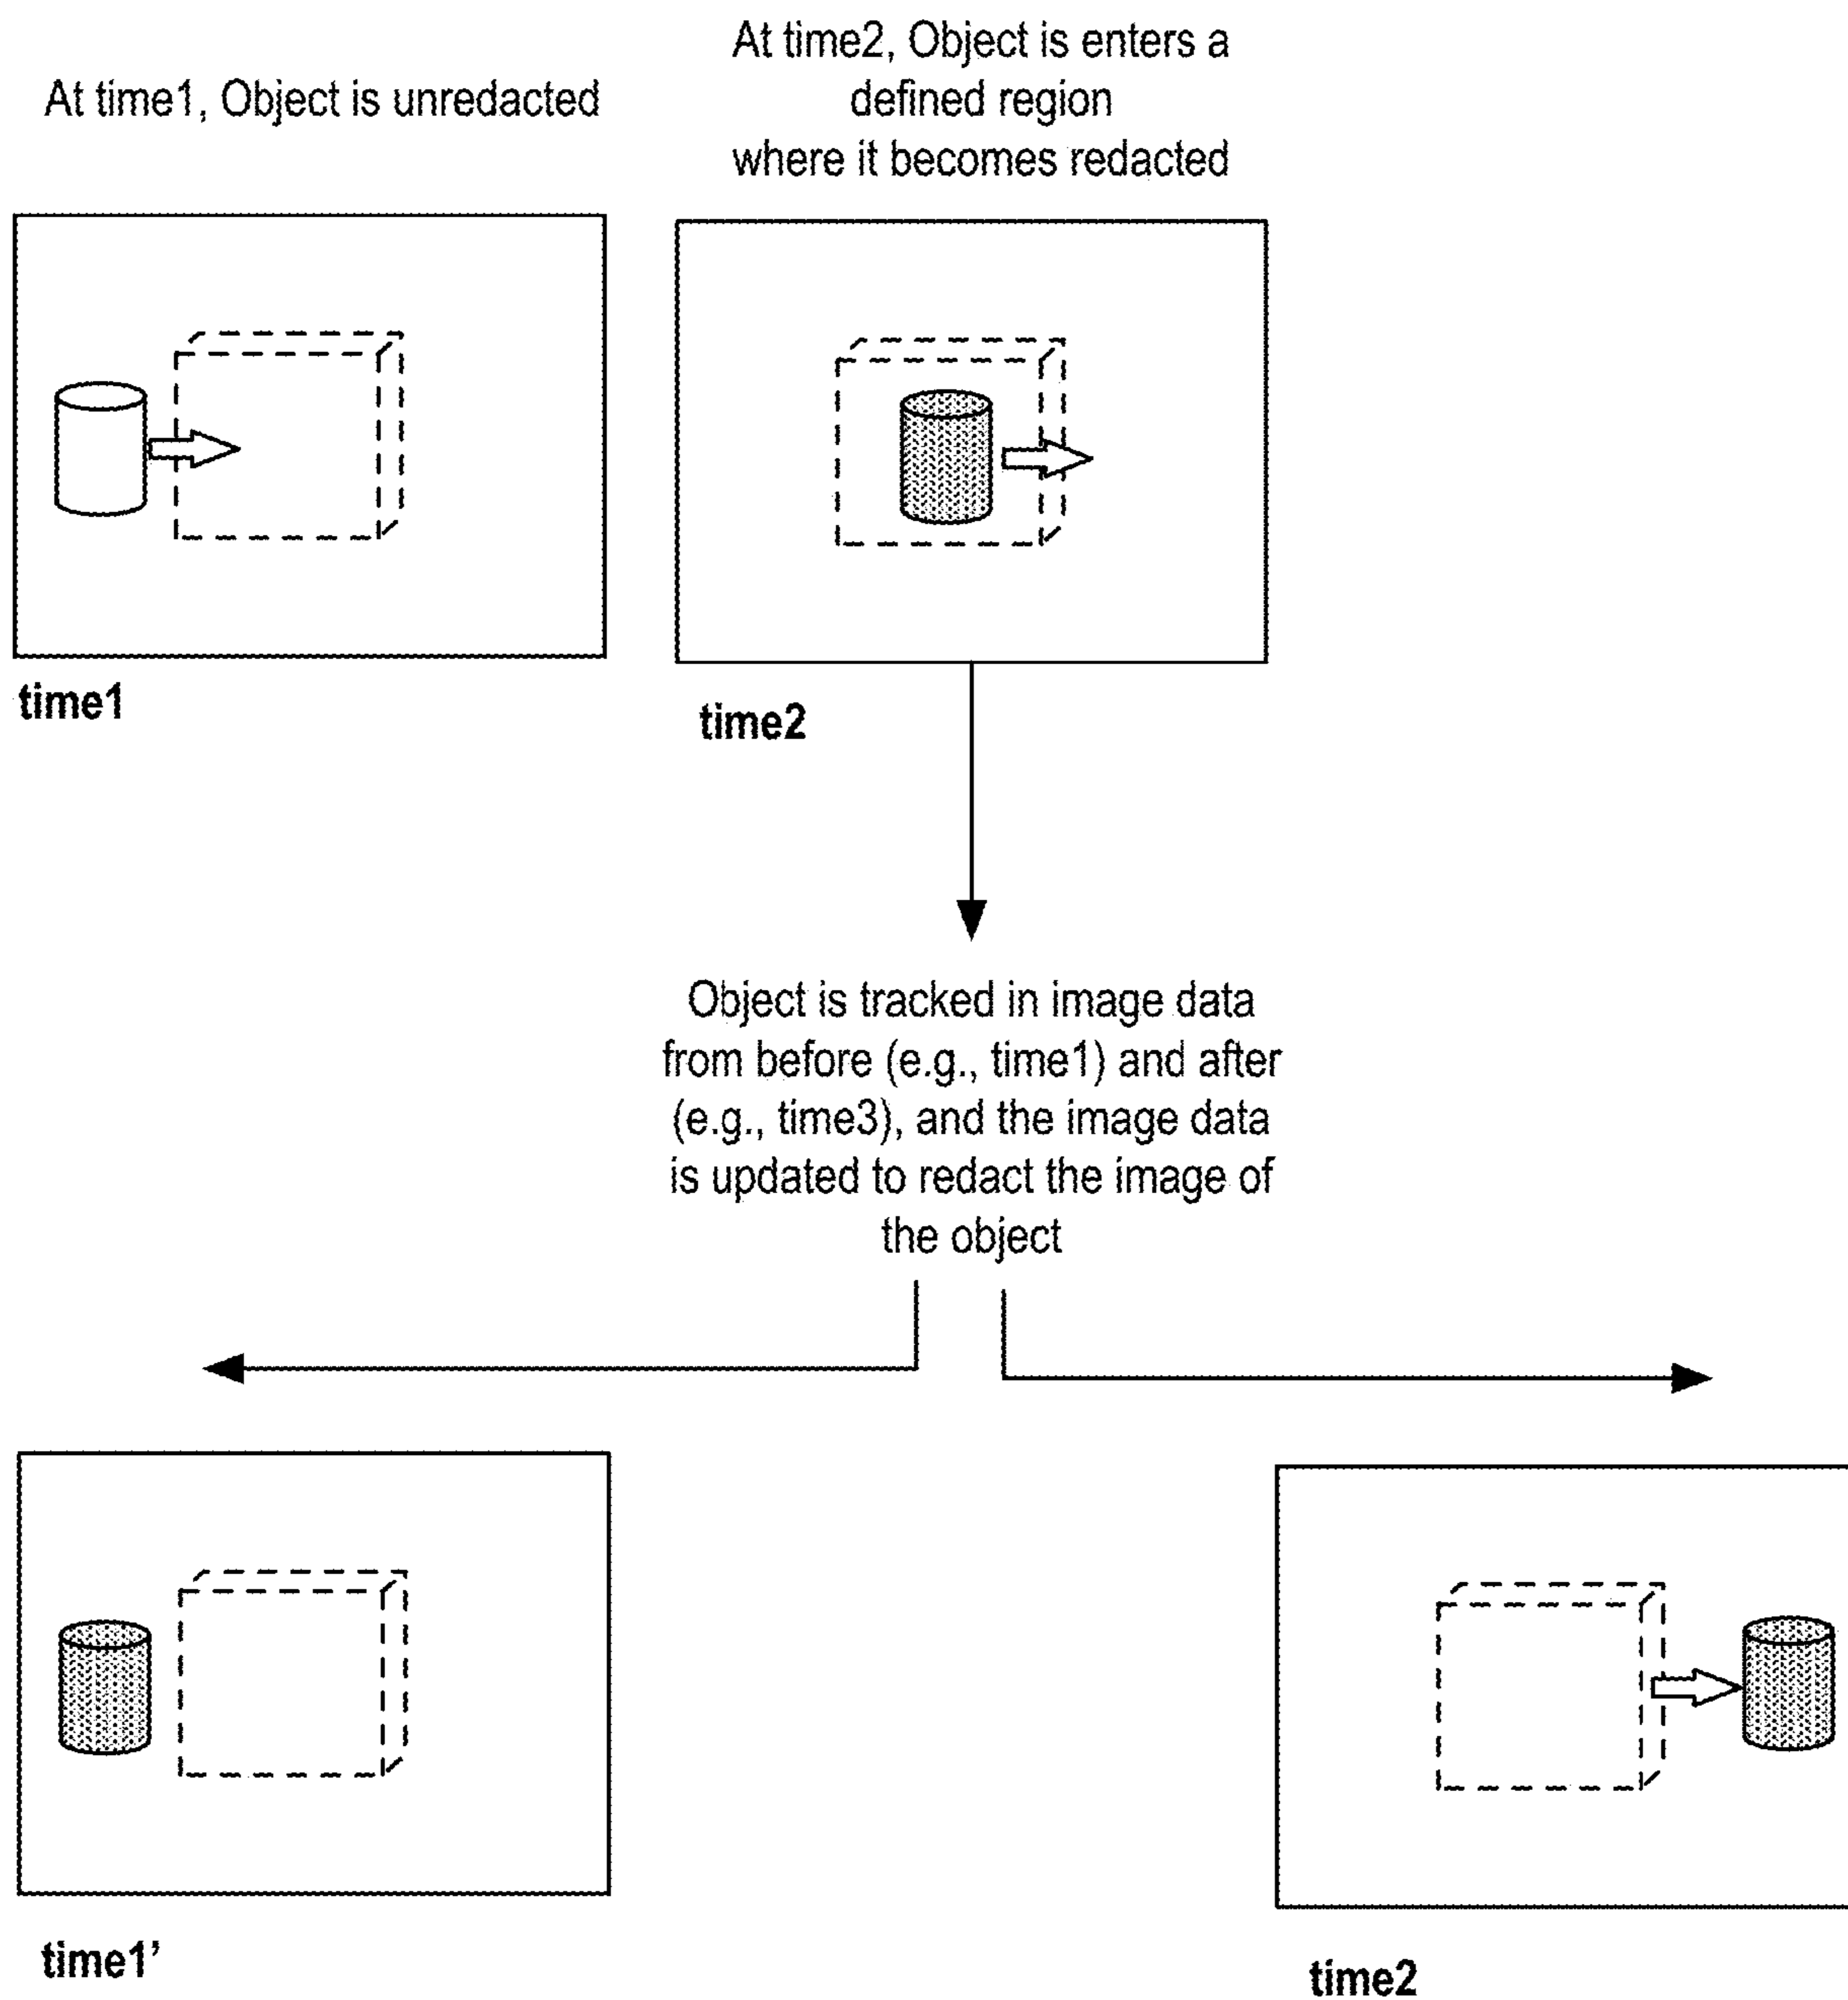 At time1, Object is unredacted
At time2, Object is enters a
defined region
where it becomes redacted
time1
time2
Object is tracked in image data
from before (e.g., time1) and after
(e.g., time3), and the image data
is updated to redact the image of
the object
time1’
time2